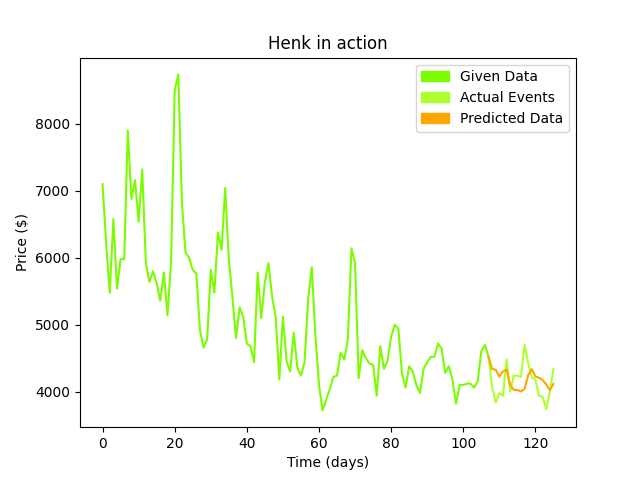 Henk in action
Given Data
Actual Events
Predicted Data
Price ($)
8000
7000
6000
5000
4000
0 20 40 60 80 100 120
Time (days)